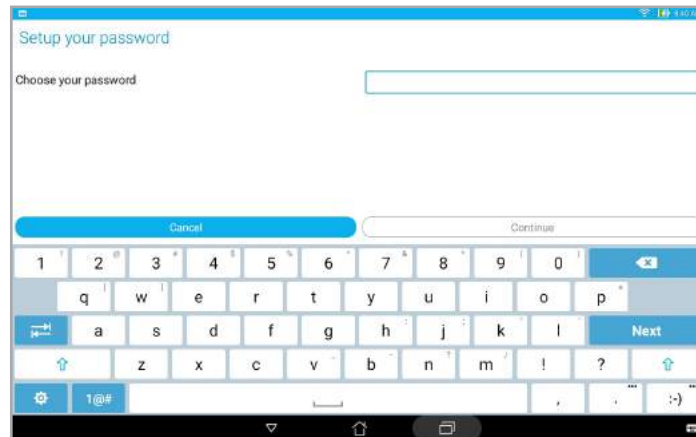 Setup your password
Choose your password
Cancel Continue
1 2 @ 3 # 4 $ 5 % 6 7 & 8 * 9 0
q w e r t y u i o p
a s d f g h j k l Next
z x c v b n m ! ?
1@# , . :-)